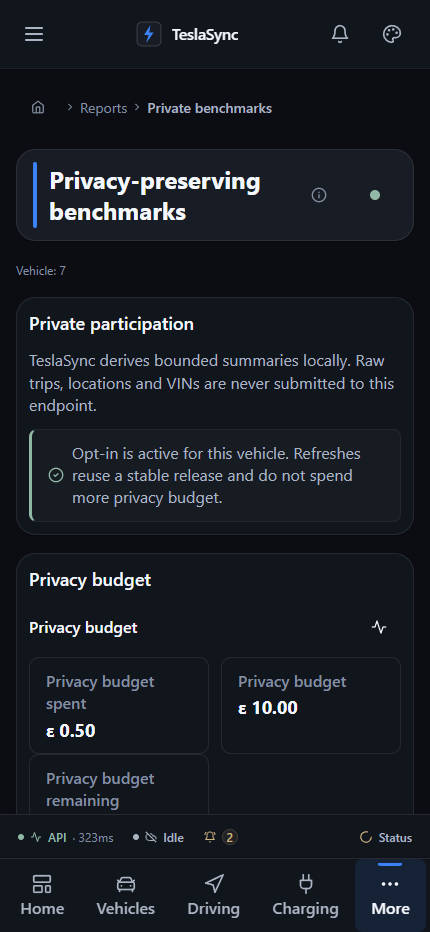 TeslaSync
Reports > Private benchmarks
Privacy-preserving
benchmarks
Vehicle: 7
Private participation
TeslaSync derives bounded summaries locally. Raw
trips, locations and VINs are never submitted to this
endpoint.
Opt-in is active for this vehicle. Refreshes
reuse a stable release and do not spend
more privacy budget.
Privacy budget
Privacy budget
Privacy budget
spent
ε 0.50
Privacy budget
ε 10.00
Privacy budget
remaining
API · 323ms
Idle
2
Status
Home
Vehicles
Driving
Charging
More